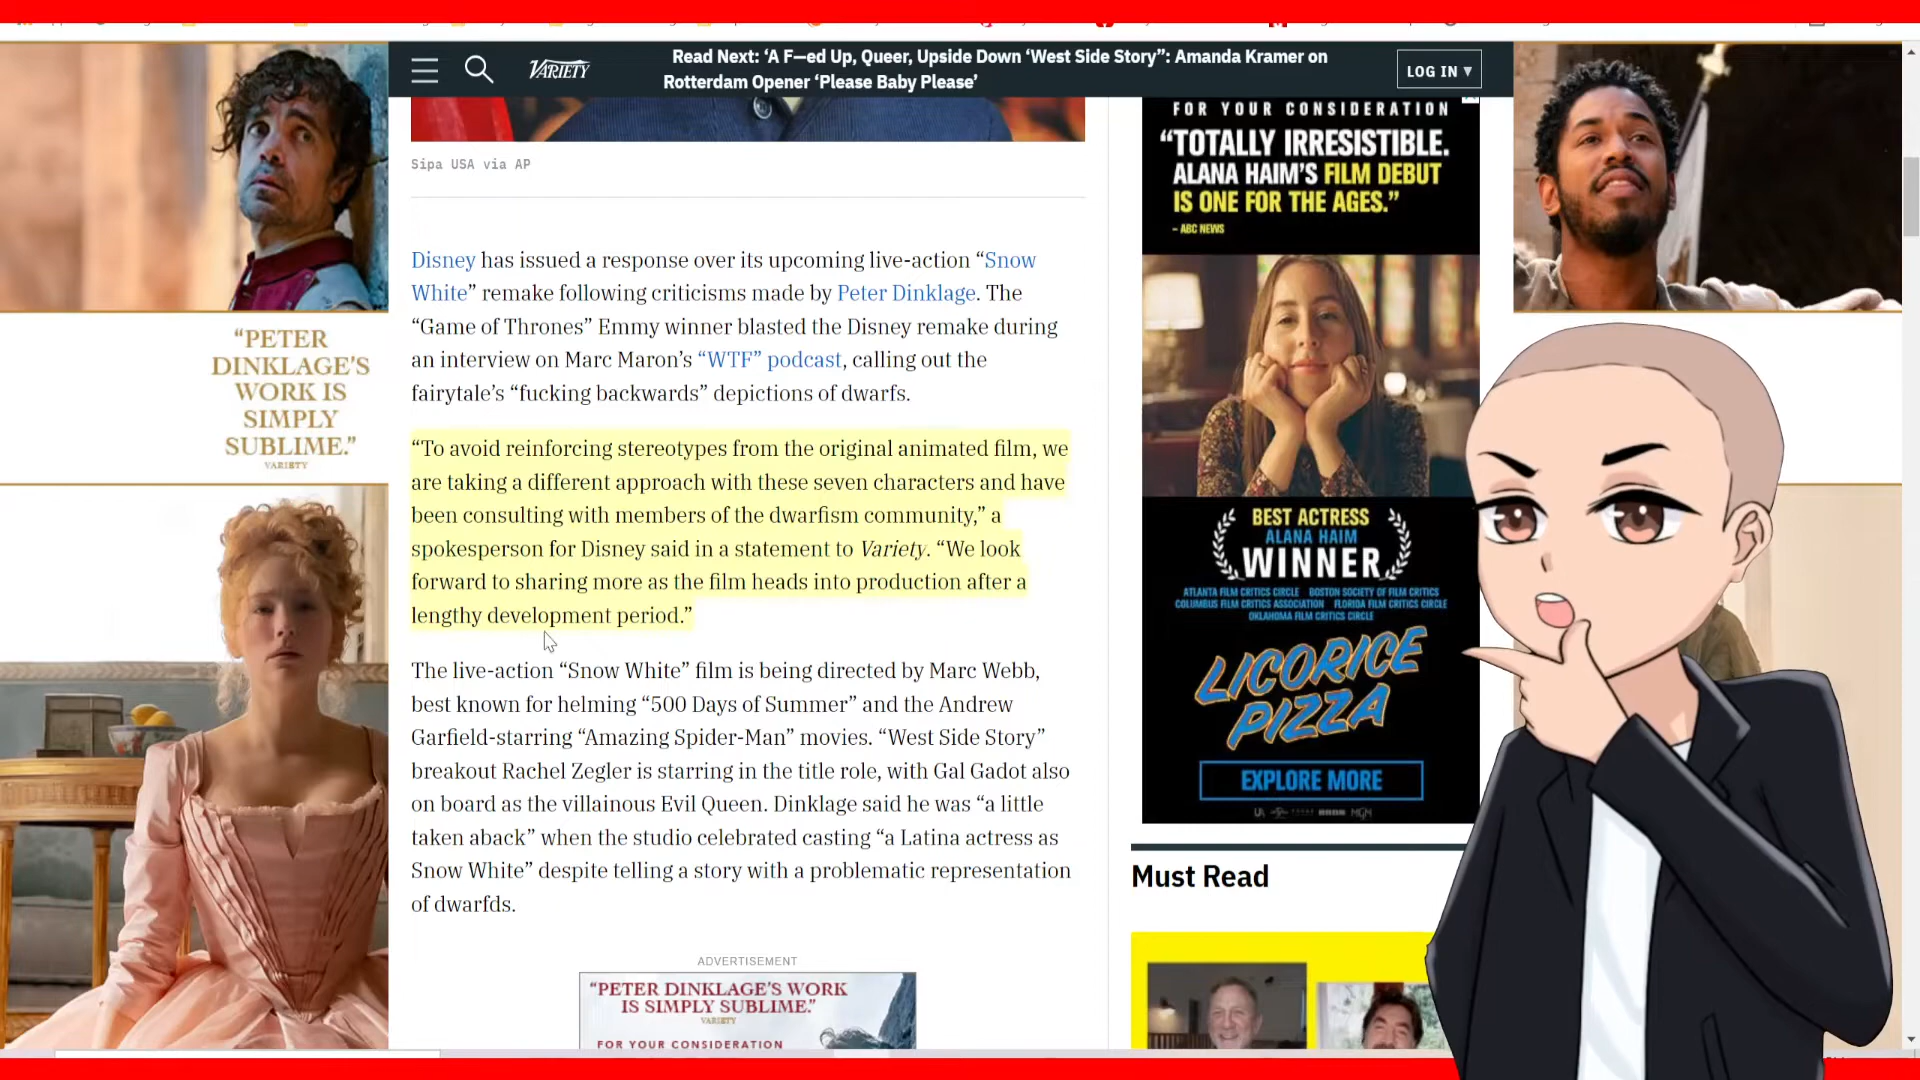 VARIETY
Read Next: ‘A F—ed Up, Queer, Upside Down ‘West Side Story”: Amanda Kramer on
Rotterdam Opener ‘Please Baby Please’
LOG IN ▾
Sipa USA via AP
Disney has issued a response over its upcoming live-action “Snow
White” remake following criticisms made by Peter Dinklage. The
“Game of Thrones” Emmy winner blasted the Disney remake during
an interview on Marc Maron’s “WTF” podcast, calling out the
fairytale’s “fucking backwards” depictions of dwarfs.
“To avoid reinforcing stereotypes from the original animated film, we
are taking a different approach with these seven characters and have
been consulting with members of the dwarfism community,” a
spokesperson for Disney said in a statement to Variety. “We look
forward to sharing more as the film heads into production after a
lengthy development period.”
The live-action “Snow White” film is being directed by Marc Webb,
best known for helming “500 Days of Summer” and the Andrew
Garfield-starring “Amazing Spider-Man” movies. “West Side Story”
breakout Rachel Zegler is starring in the title role, with Gal Gadot also
on board as the villainous Evil Queen. Dinklage said he was “a little
taken aback” when the studio celebrated casting “a Latina actress as
Snow White” despite telling a story with a problematic representation
of dwarfds.
ADVERTISEMENT
“PETER DINKLAGE’S WORK
IS SIMPLY SUBLIME.”
VARIETY
FOR YOUR CONSIDERATION
“PETER
DINKLAGE’S
WORK IS
SIMPLY
SUBLIME.”
VARIETY
FOR YOUR CONSIDERATION
“TOTALLY IRRESISTIBLE.
ALANA HAIM’S FILM DEBUT
IS ONE FOR THE AGES.”
– ABC NEWS
BEST ACTRESS
ALANA HAIM
WINNER
ATLANTA FILM CRITICS CIRCLE BOSTON SOCIETY OF FILM CRITICS
COLUMBUS FILM CRITICS ASSOCIATION FLORIDA FILM CRITICS CIRCLE
OKLAHOMA FILM CRITICS CIRCLE
LICORICE
PIZZA
EXPLORE MORE
MGM
Must Read